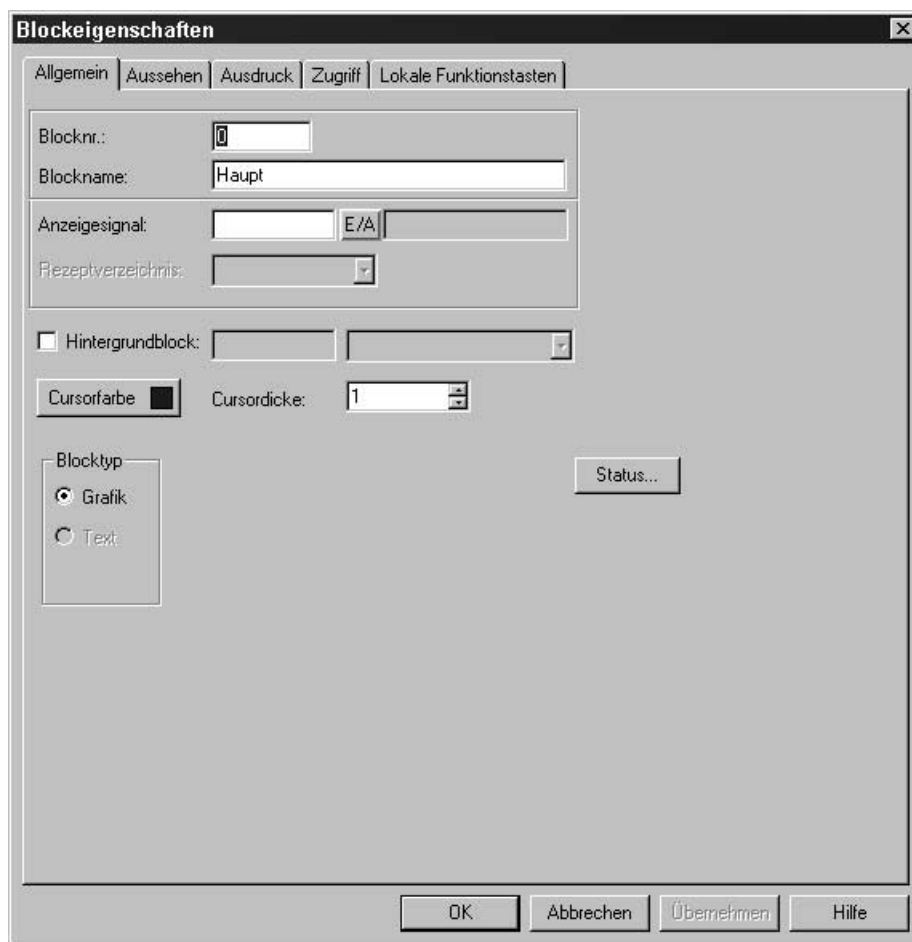 Blockeigenschaften
Allgemein Aussehen Ausdruck Zugriff Lokale Funktionstasten
Blocknr.: 0
Blockname: Haupt
Anzeigesignal: E/A
Rezeptverzeichnis:
Hintergrundblock:
Cursorfarbe Cursordicke: 1
Blocktyp
Status...
Grafik
Text
OK Abbrechen Übernehmen Hilfe